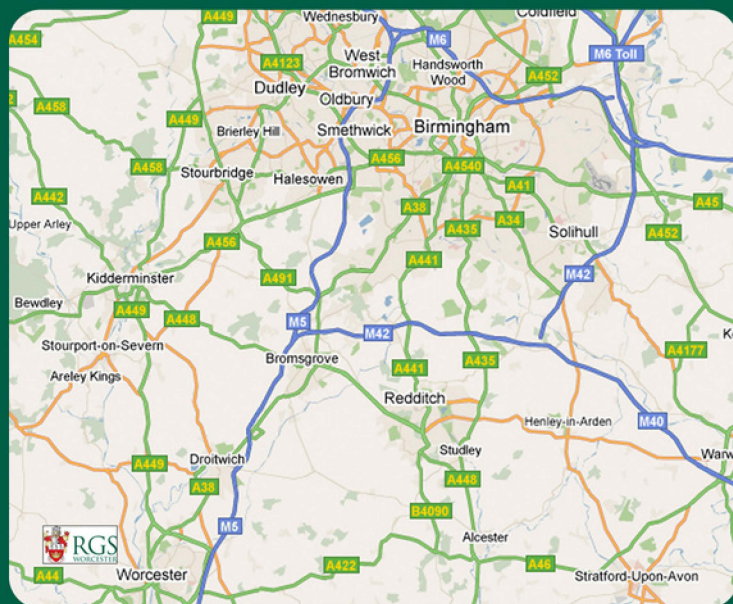 A449
Wednesbury
Coldfield
A454
M6
M6 Toll
West
Bromwich
A4123
Handsworth
Wood
A452
Dudley
Oldbury
A458
A449
Brierley Hill
Smethwick
Birmingham
A456
A4540
A458
Stourbridge
Halesowen
A41
A442
A38
A45
Upper Arley
A435
A34
Solihull
A452
A456
A441
Kidderminster
A491
M42
Bewdley
A449
A448
M5
M42
Stourport-on-Severn
Bromsgrove
A441
A435
A4177
Areley Kings
Redditch
Henley-in-Arden
M40
Studley
Droitwich
A449
A38
A448
B4090
M5
Alcester
RGS
WORCESTER
A44
Worcester
A422
A46
Stratford-Upon-Avon